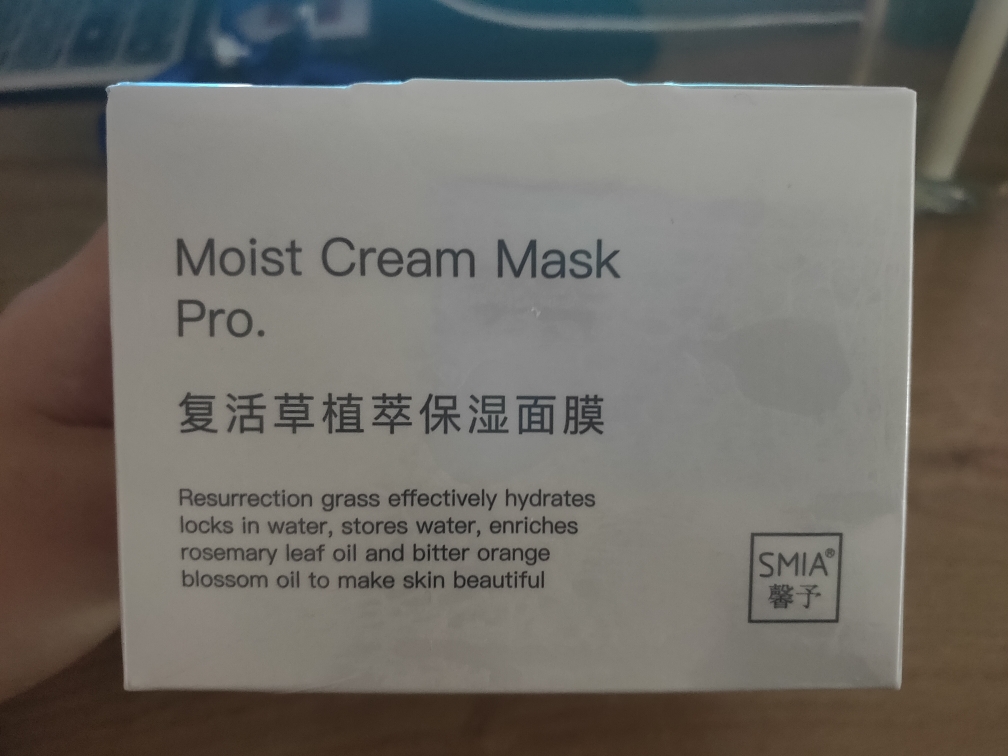 Moist Cream Mask
Pro.
复活草植萃保湿面膜
Resurrection grass effectively hydrates
locks in water, stores water, enriches
rosemary leaf oil and bitter orange
blossom oil to make skin beautiful
SMIA®
馨予